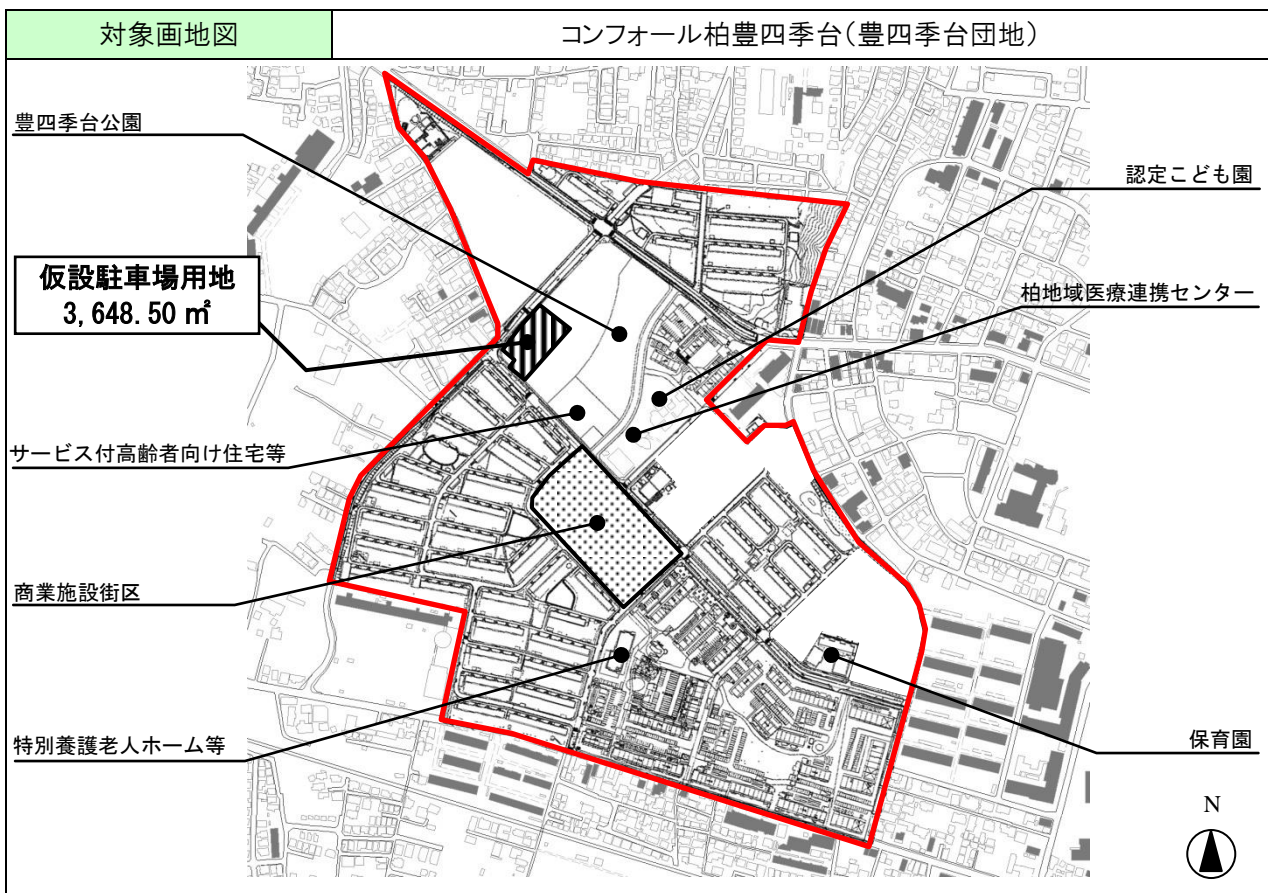 対象画地図
コンフォール柏豊四季台(豊四季台団地)
豊四季台公園
認定こども園
仮設駐車場用地
3,648.50 ㎡
柏地域医療連携センター
サービス付高齢者向け住宅等
商業施設街区
特別養護老人ホーム等
保育園
N